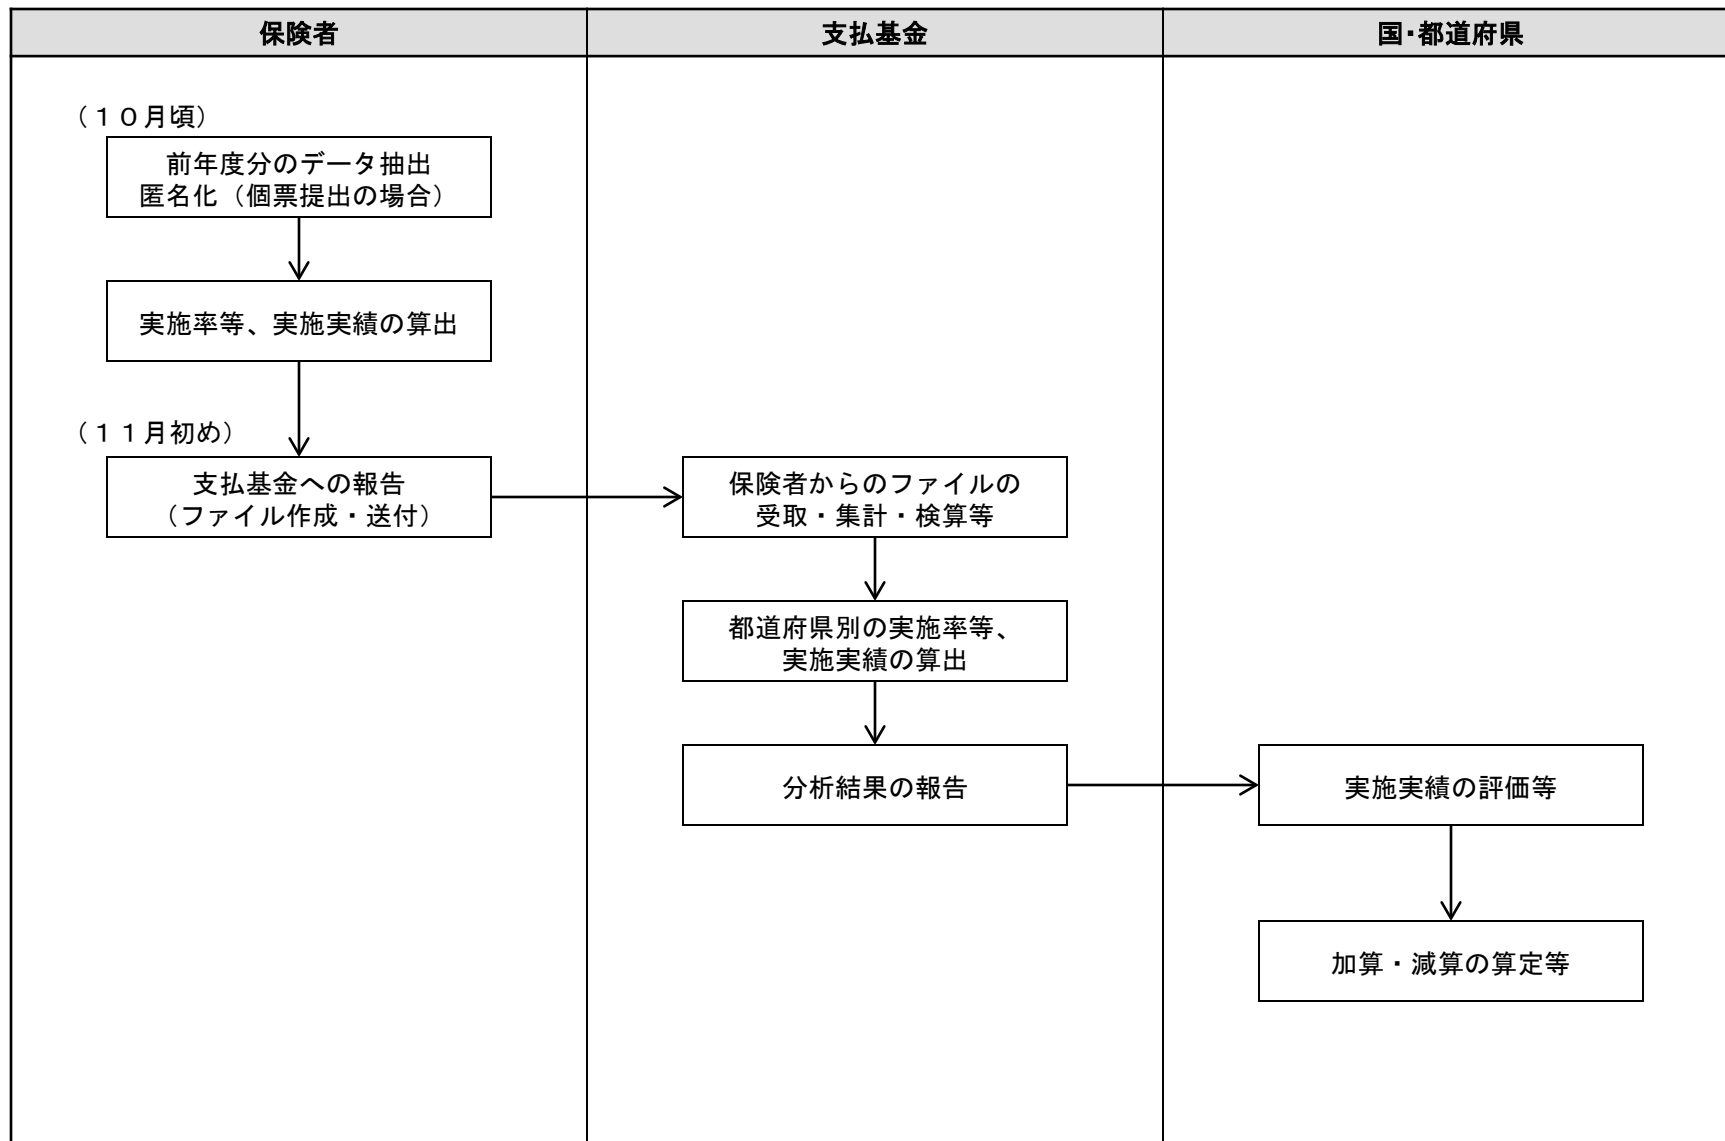 保険者
支払基金
国・都道府県
（１０月頃）
前年度分のデータ抽出
匿名化（個票提出の場合）
実施率等、実施実績の算出
（１１月初め）
支払基金への報告
（ファイル作成・送付）
保険者からのファイルの
受取・集計・検算等
都道府県別の実施率等、
実施実績の算出
分析結果の報告
実施実績の評価等
加算・減算の算定等